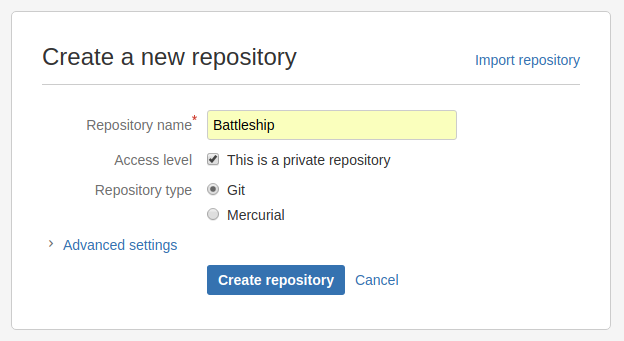 Create a new repository
Import repository
Repository name*
Battleship
Access level
This is a private repository
Repository type
Git
Mercurial
Advanced settings
Create repository
Cancel